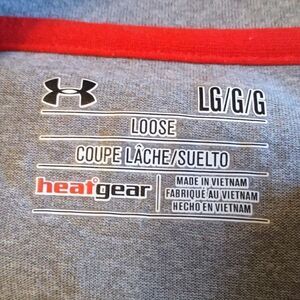 LG/G/G
LOOSE
COUPE LÂCHE/SUELTO
heatgear
MADE IN VIETNAM
FABRIQUÉ AU VIETNAM
HECHO EN VIETNAM